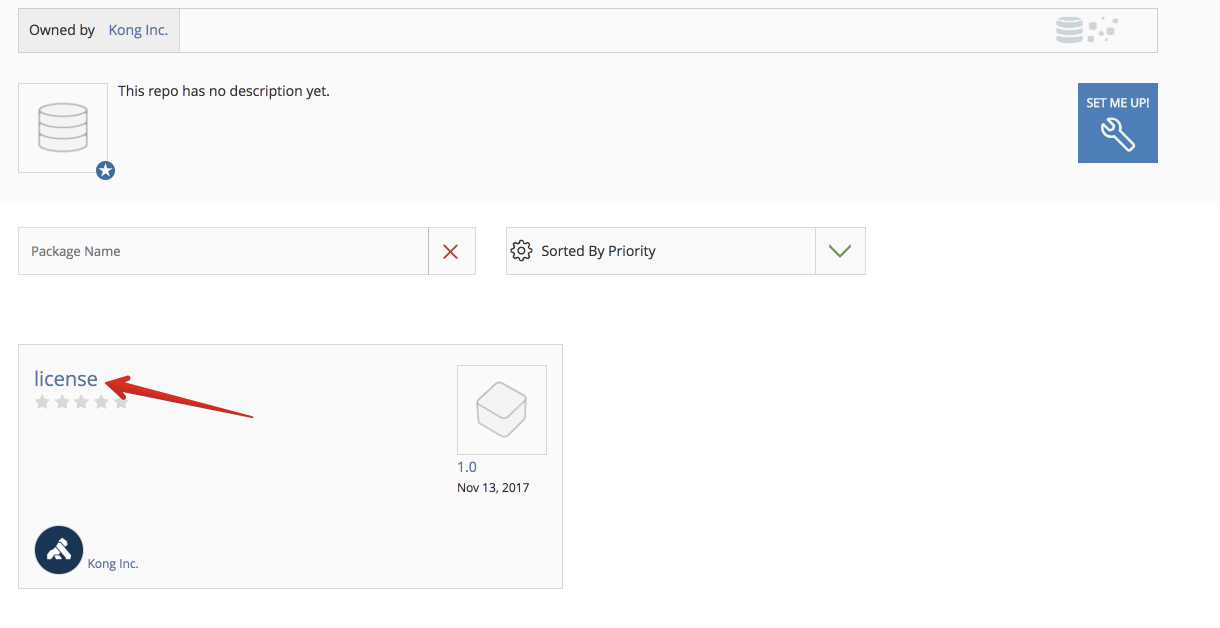 Owned by Kong Inc.
This repo has no description yet.
SET ME UP!
Package Name
Sorted By Priority
license
1.0
Nov 13, 2017
Kong Inc.